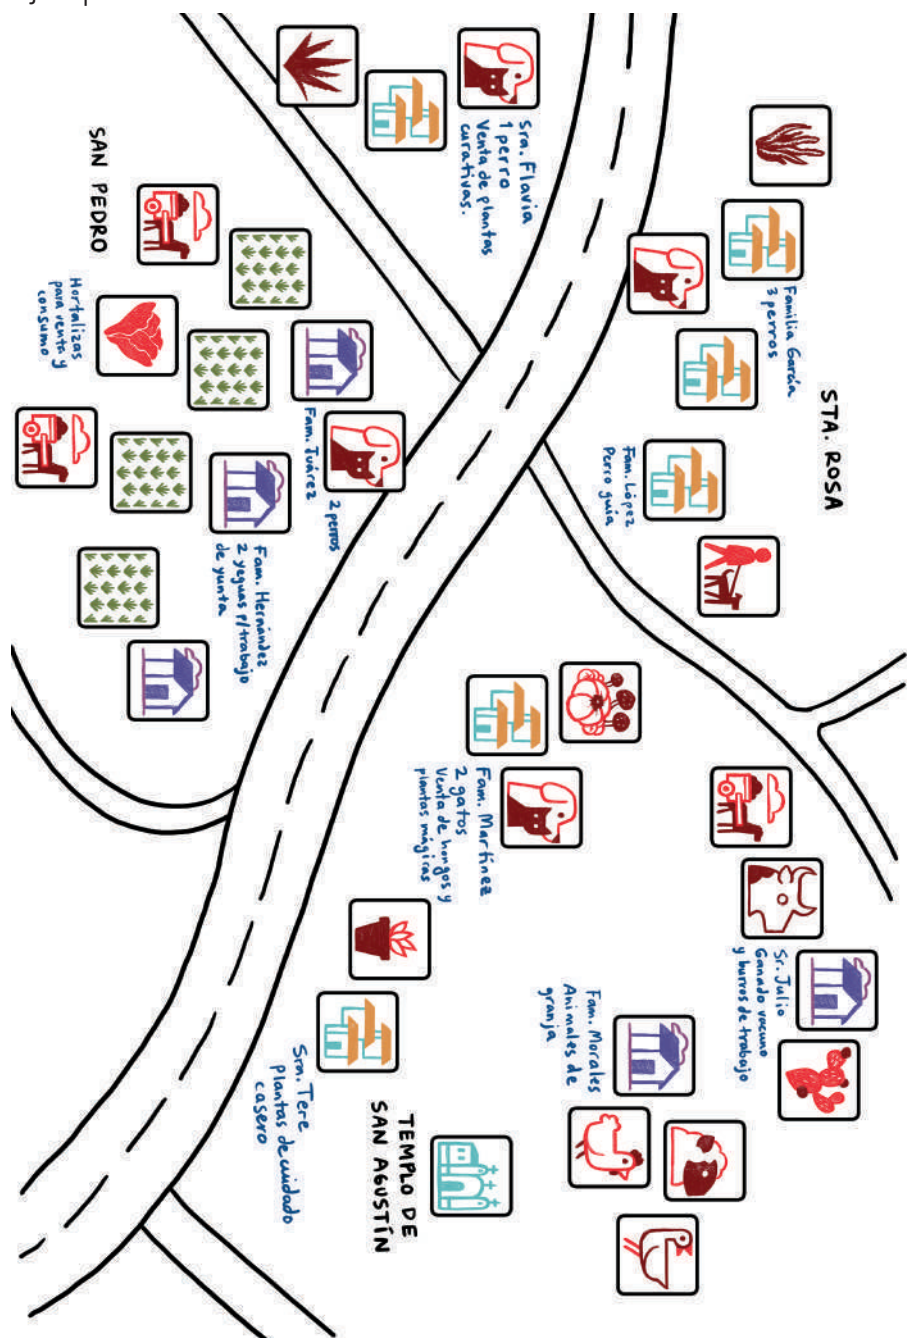 Sra. Flavia
1 perro
Venta de plantas
curativas.
SAN PEDRO
Hortalizas
para venta y
consumo
Fam. Juárez
2 perros
Fam. Hernández
2 yeguas p/trabajo
de yunta
Familia García
3 perros
STA. ROSA
Fam. López
Perro guía
Fam. Martínez
2 gatos
Venta de hongos y
plantas mágicas
Sr. Julio
Ganado vacuno
y burros de trabajo
Fam. Morales
Animales de
granja
Sra. Tere
plantas de cuidado
casero
TEMPLO DE
SAN AGUSTÍN